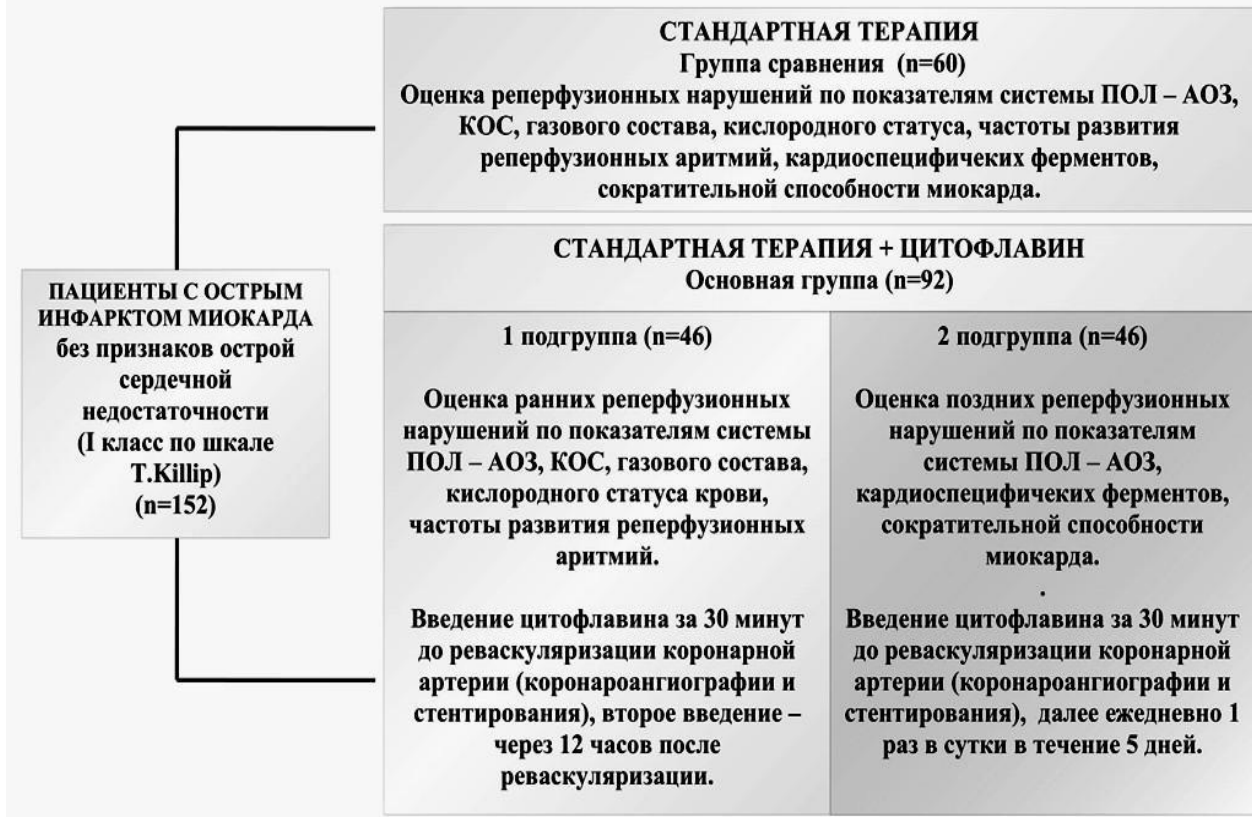 СТАНДАРТНАЯ ТЕРАПИЯ
Группа сравнения (n=60)
Оценка реперфузионных нарушений по показателям системы ПОЛ – АОЗ,
КОС, газового состава, кислородного статуса, частоты развития
реперфузионных аритмий, кардиоспецифичеких ферментов,
сократительной способности миокарда.
ПАЦИЕНТЫ С ОСТРЫМ
ИНФАРКТОМ МИОКАРДА
без признаков острой
сердечной
недостаточности
(I класс по шкале
T.Killip)
(n=152)
СТАНДАРТНАЯ ТЕРАПИЯ + ЦИТОФЛАВИН
Основная группа (n=92)
1 подгруппа (n=46)
Оценка ранних реперфузионных
нарушений по показателям системы
ПОЛ – АОЗ, КОС, газового состава,
кислородного статуса крови,
частоты развития реперфузионных
аритмий.
Введение цитофлавина за 30 минут
до реваскуляризации коронарной
артерии (коронароангиографии и
стентирования), второе введение –
через 12 часов после
реваскуляризации.
2 подгруппа (n=46)
Оценка поздних реперфузионных
нарушений по показателям
системы ПОЛ – АОЗ,
кардиоспецифичеких ферментов,
сократительной способности
миокарда.
.
Введение цитофлавина за 30 минут
до реваскуляризации коронарной
артерии (коронароангиографии и
стентирования), далее ежедневно 1
раз в сутки в течение 5 дней.